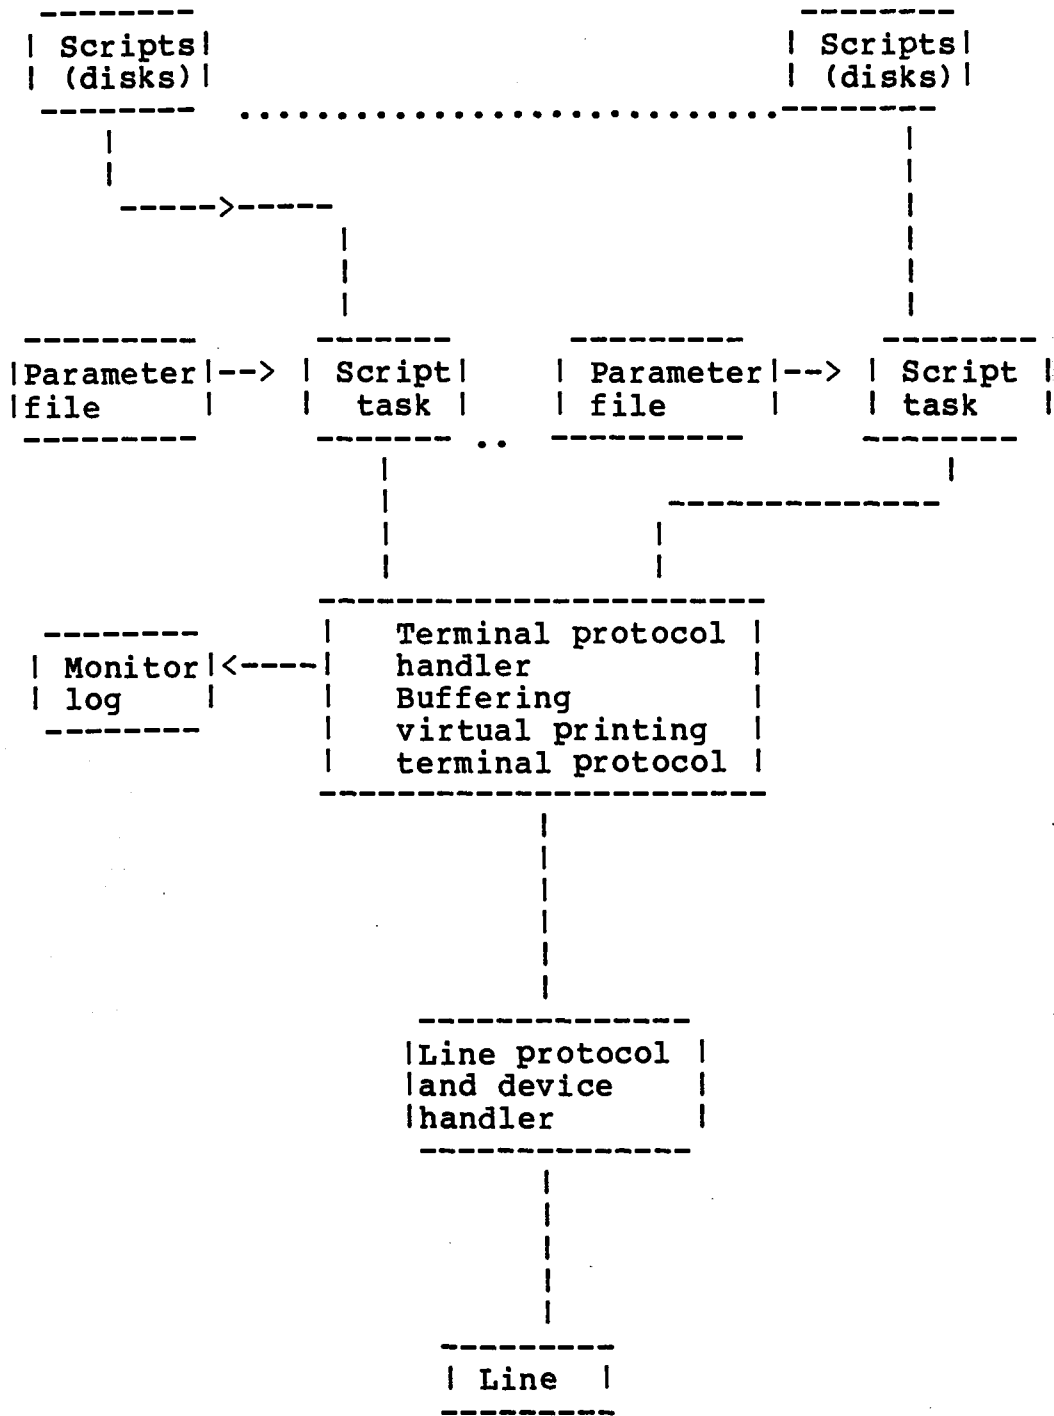 Scripts Scripts
(disks) (disks)
Parameter Script Parameter Script
file task file task
Terminal protocol
Monitor handler
log Buffering
virtual printing
terminal protocol
Line protocol
and device
handler
Line